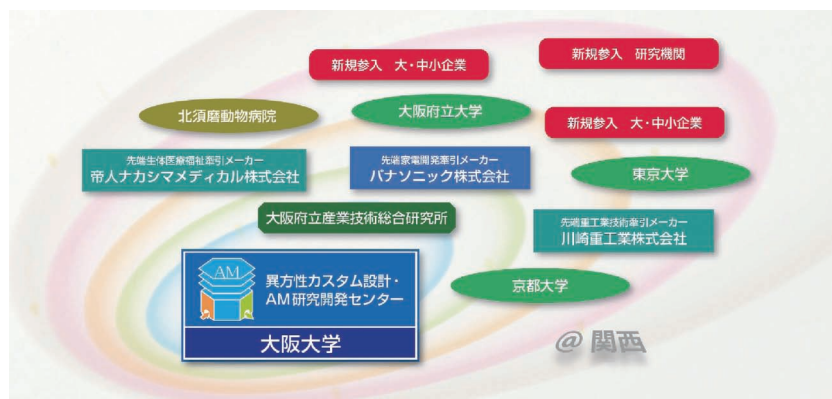 新規参入 研究機関
新規参入 大・中小企業
北須磨動物病院
大阪府立大学
新規参入 大・中小企業
先端生体医療福祉牽引メーカー
帝人ナカシマメディカル株式会社
先端家電開発牽引メーカー
パナソニック株式会社
東京大学
大阪府立産業技術総合研究所
先端重工業技術牽引メーカー
川崎重工業株式会社
AM
異方性カスタム設計・
AM研究開発センター
京都大学
大阪大学
@関西